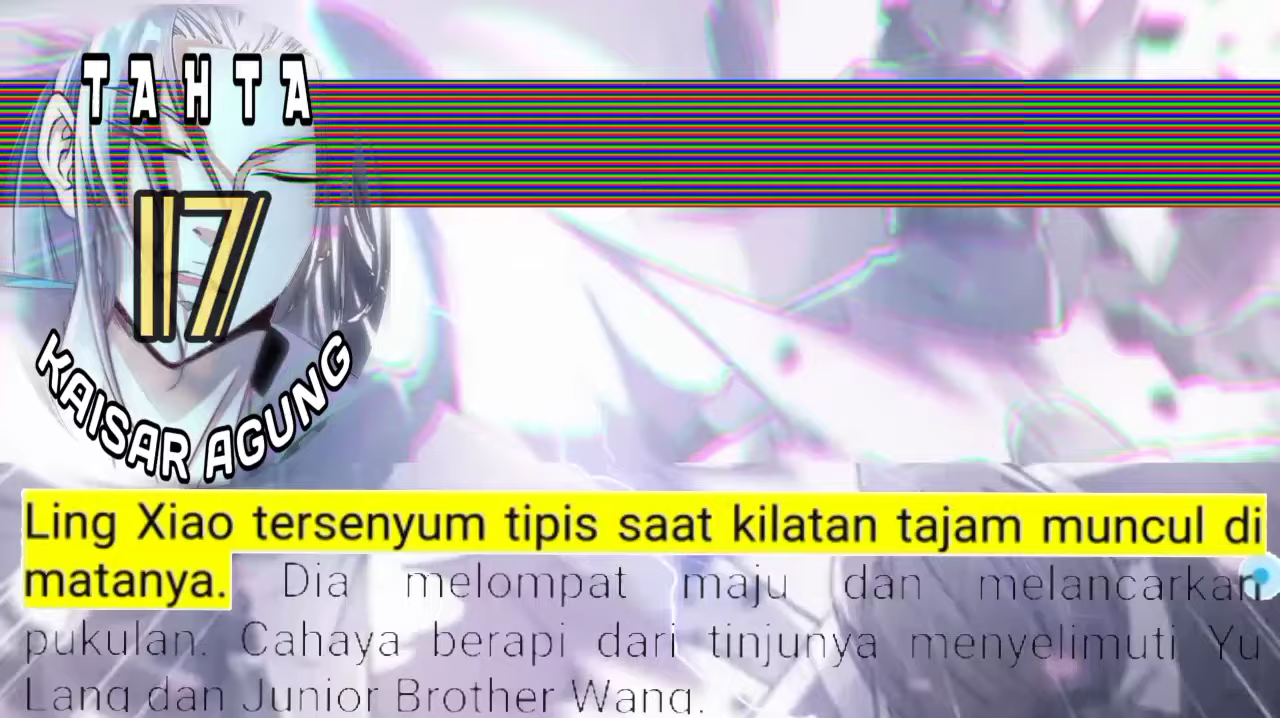 TAHTA
17
KAISAR AGUNG
Ling Xiao tersenyum tipis saat kilatan tajam muncul di
matanya. Dia melompat maju dan melancarkan
pukulan. Cahaya berapi dari tinjunya menyelimuti Yu
Lang dan Junior Brother Wang.